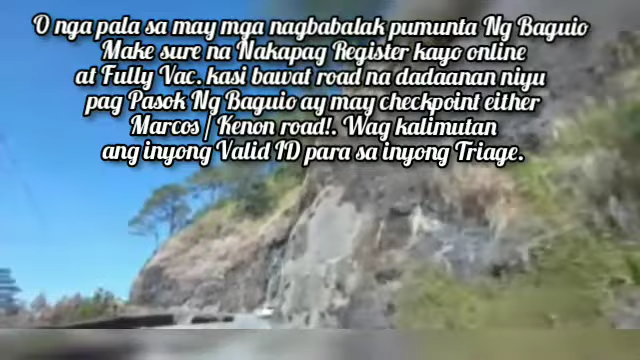 O nga pala sa may mga nagbabalak pumunta Ng Baguio
Make sure na Nakapag Register kayo online
at Fully Vac. kasi bawat road na dadaanan niyu
pag Pasok Ng Baguio ay may checkpoint either
Marcos / Kenon road!. Wag kalimutan
ang inyong Valid ID para sa inyong Triage.